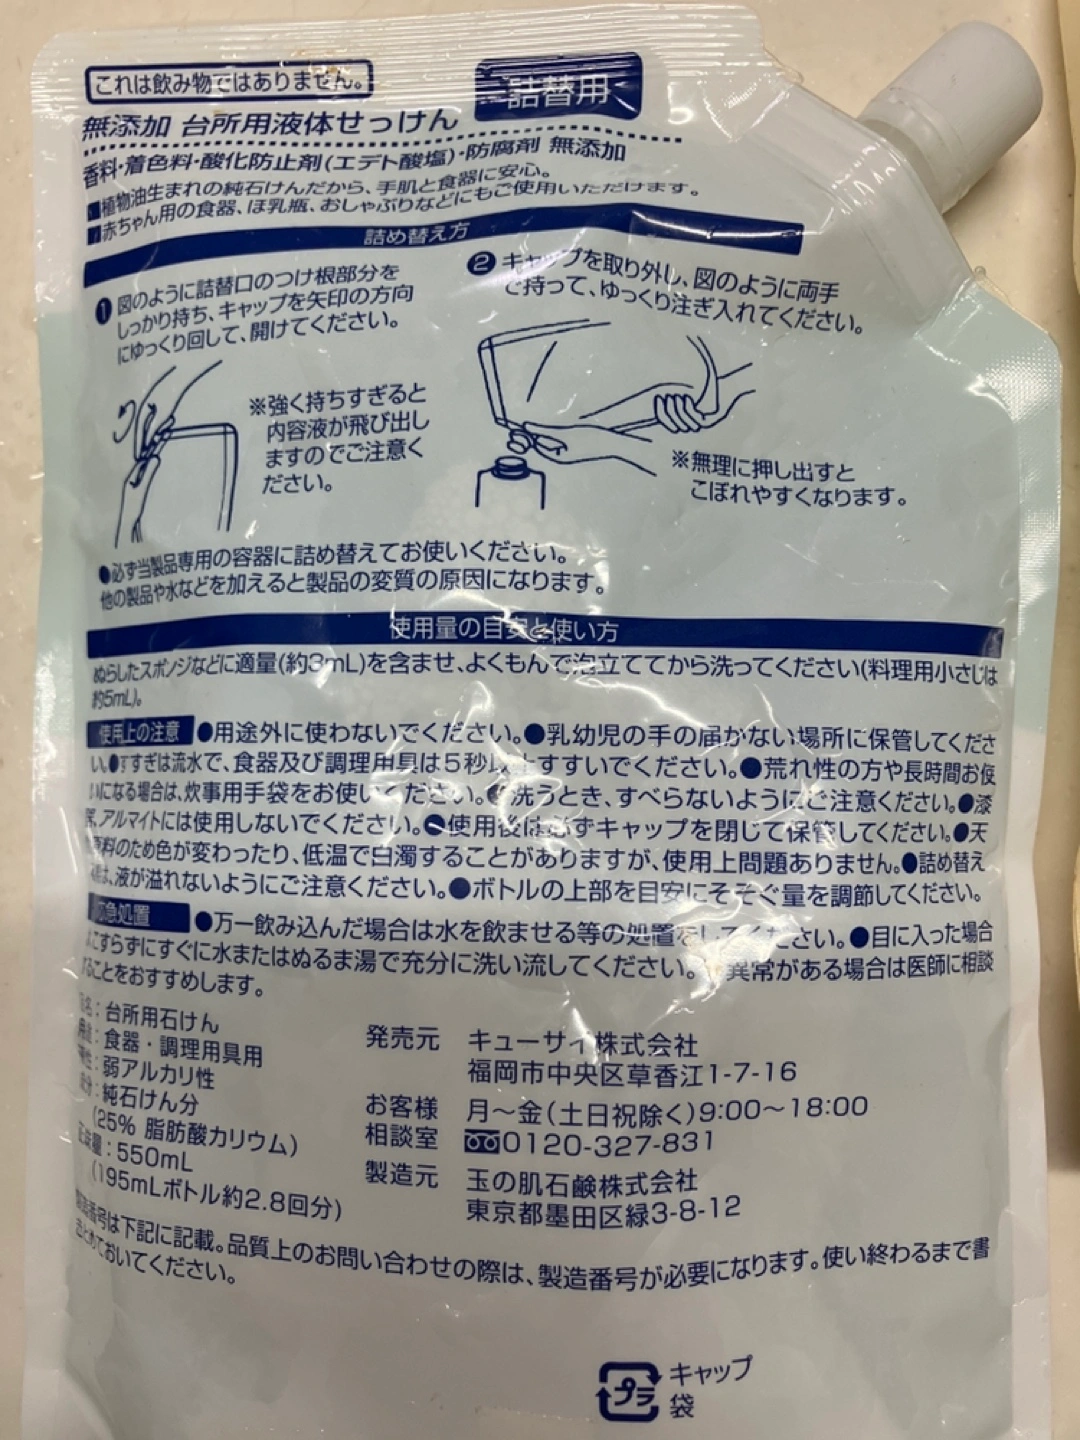 これは飲み物ではありません。
詰替用
無添加 台所用液体せっけん
香料・着色料・酸化防止剤(エデト酸塩)・防腐剤 無添加
■植物油生まれの純石けんだから、手肌と食器に安心。
■赤ちゃん用の食器、ほ乳瓶、おしゃぶりなどにもご使用いただけます。
詰め替え方
❶図のように詰替口のつけ根部分を
しっかり持ち、キャップを矢印の方向
にゆっくり回して、開けてください。
※強く持ちすぎると
内容液が飛び出し
ますのでご注意く
ださい。
❷キャップを取り外し、図のように両手
で持って、ゆっくり注ぎ入れてください。
※無理に押し出すと
こぼれやすくなります。
●必ず当製品専用の容器に詰め替えてお使いください。
他の製品や水などを加えると製品の変質の原因になります。
使用量の目安と使い方
ぬらしたスポンジなどに適量(約3mL)を含ませ、よくもんで泡立ててから洗ってください(料理用小さじは
約5mL)。
使用上の注意 ●用途外に使わないでください。●乳幼児の手の届かない場所に保管してくださ
い。●すすぎは流水で、食器及び調理用具は5秒以上すすいでください。●荒れ性の方や長時間お使
いになる場合は、炊事用手袋をお使いください。●洗うとき、すべらないようにご注意ください。●漆
器、アルマイトには使用しないでください。●使用後は必ずキャップを閉じて保管してください。●天
然原料のため色が変わったり、低温で白濁することがありますが、使用上問題ありません。●詰め替え
は、液が溢れないようにご注意ください。●ボトルの上部を目安にそそぐ量を調節してください。
応急処置 ●万一飲み込んだ場合は水を飲ませる等の処置をしてください。●目に入った場合
はこすらずにすぐに水またはぬるま湯で充分に洗い流してください。 異常がある場合は医師に相談
することをおすすめします。
品名：台所用石けん
用途：食器・調理用具用
液性：弱アルカリ性
成分：純石けん分
(25% 脂肪酸カリウム)
正味量：550mL
(195mLボトル約2.8回分)
発売元 キューサイ株式会社
福岡市中央区草香江1-7-16
お客様 月～金(土日祝除く)9:00～18:00
相談室 0120-327-831
製造元 玉の肌石鹸株式会社
東京都墨田区緑3-8-12
製造番号は下記に記載。品質上のお問い合わせの際は、製造番号が必要になります。使い終わるまで書
きとめておいてください。
プラ
キャップ
袋